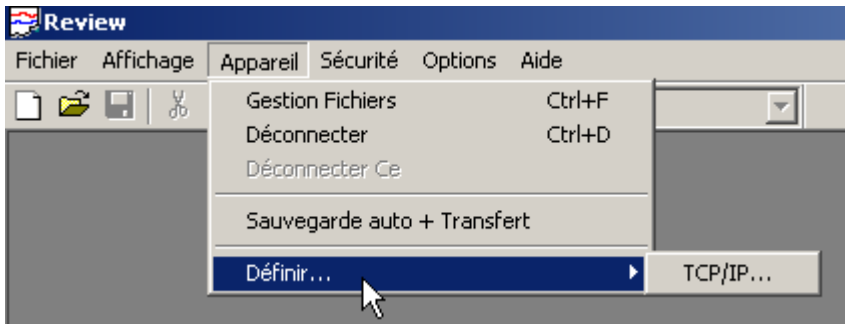 Review
Fichier Affichage Appareil Sécurité Options Aide
Gestion Fichiers Ctrl+F
Déconnecter Ctrl+D
Déconnecter Ce
Sauvegarde auto + Transfert
Définir... TCP/IP...